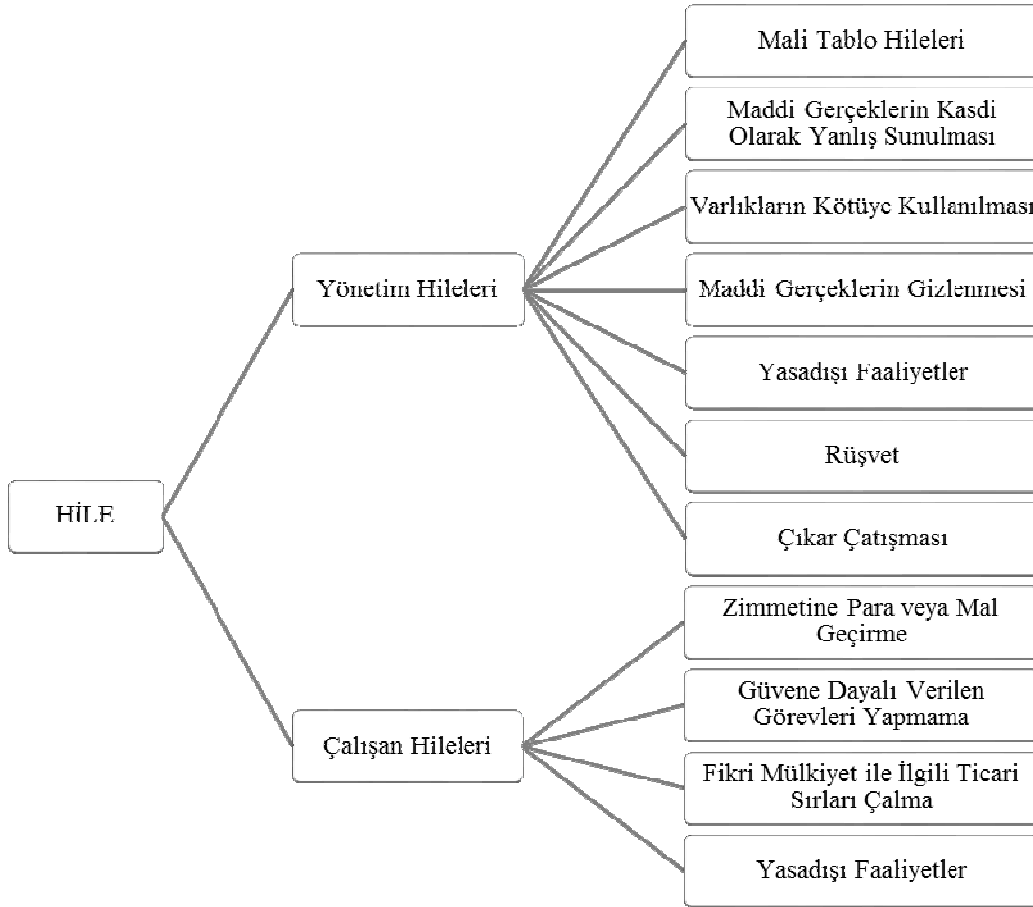 Mali Tablo Hileleri
Maddi Gerçeklerin Kasdi
Olarak Yanlış Sunulması
Varlıkların Kötüye Kullanılması
Yönetim Hileleri
Maddi Gerçeklerin Gizlenmesi
Yasadışı Faaliyetler
Rüşvet
HİLE
Çıkar Çatışması
Zimmetine Para veya Mal
Geçirme
Güvene Dayalı Verilen
Görevleri Yapmama
Çalışan Hileleri
Fikri Mülkiyet ile İlgili Ticari
Sırları Çalma
Yasadışı Faaliyetler